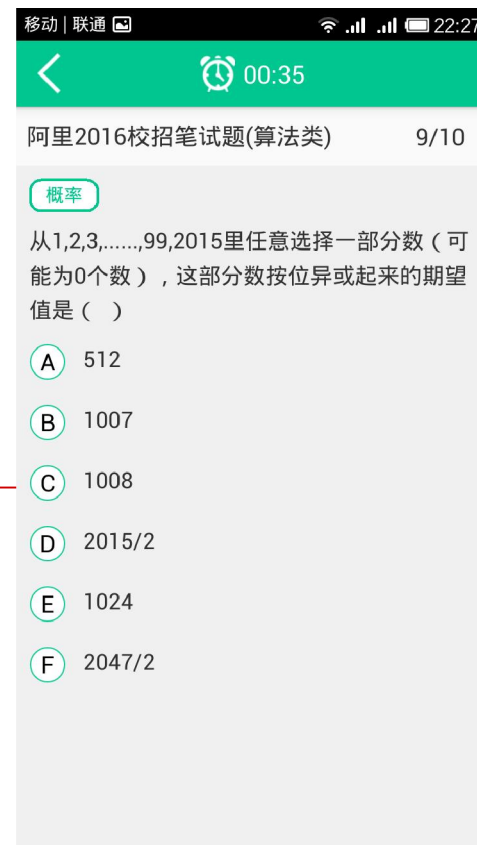 移动 | 联通 22:27
00:35
阿里2016校招笔试题(算法类) 9/10
概率
从1,2,3,......,99,2015里任意选择一部分数（可
能为0个数），这部分数按位异或起来的期望
值是（ ）
A 512
B 1007
C 1008
D 2015/2
E 1024
F 2047/2